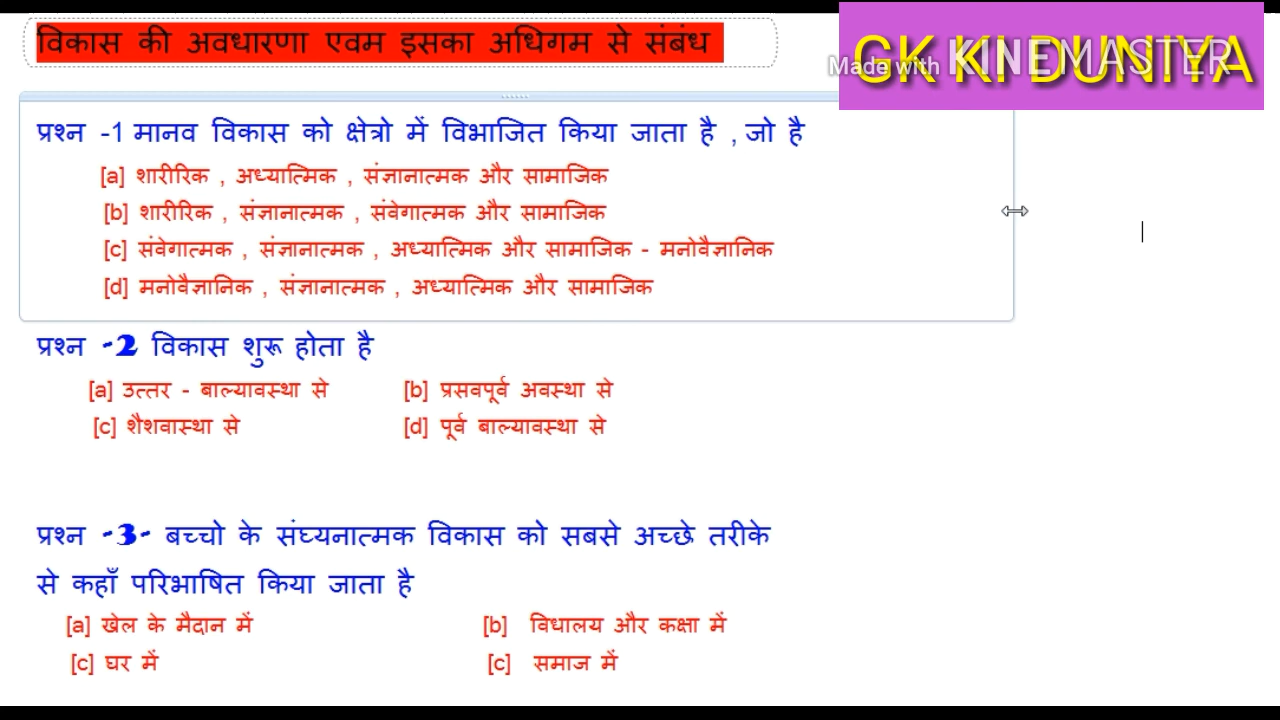 विकास की अवधारणा एवम इसका अधिगम से संबंध
GK KI DUNIYA
Made with KINEMASTER
प्रश्न -1 मानव विकास को क्षेत्रो में विभाजित किया जाता है , जो है
[a] शारीरिक , अध्यात्मिक , संज्ञानात्मक और सामाजिक
[b] शारीरिक , संज्ञानात्मक , संवेगात्मक और सामाजिक
[c] संवेगात्मक , संज्ञानात्मक , अध्यात्मिक और सामाजिक - मनोवैज्ञानिक
[d] मनोवैज्ञानिक , संज्ञानात्मक , अध्यात्मिक और सामाजिक
प्रश्न -2 विकास शुरू होता है
[a] उत्तर - बाल्यावस्था से [b] प्रसवपूर्व अवस्था से
[c] शैशवास्था से [d] पूर्व बाल्यावस्था से
प्रश्न -3- बच्चो के संघ्यनात्मक विकास को सबसे अच्छे तरीके
से कहाँ परिभाषित किया जाता है
[a] खेल के मैदान में [b] विधालय और कक्षा में
[c] घर में [c] समाज में